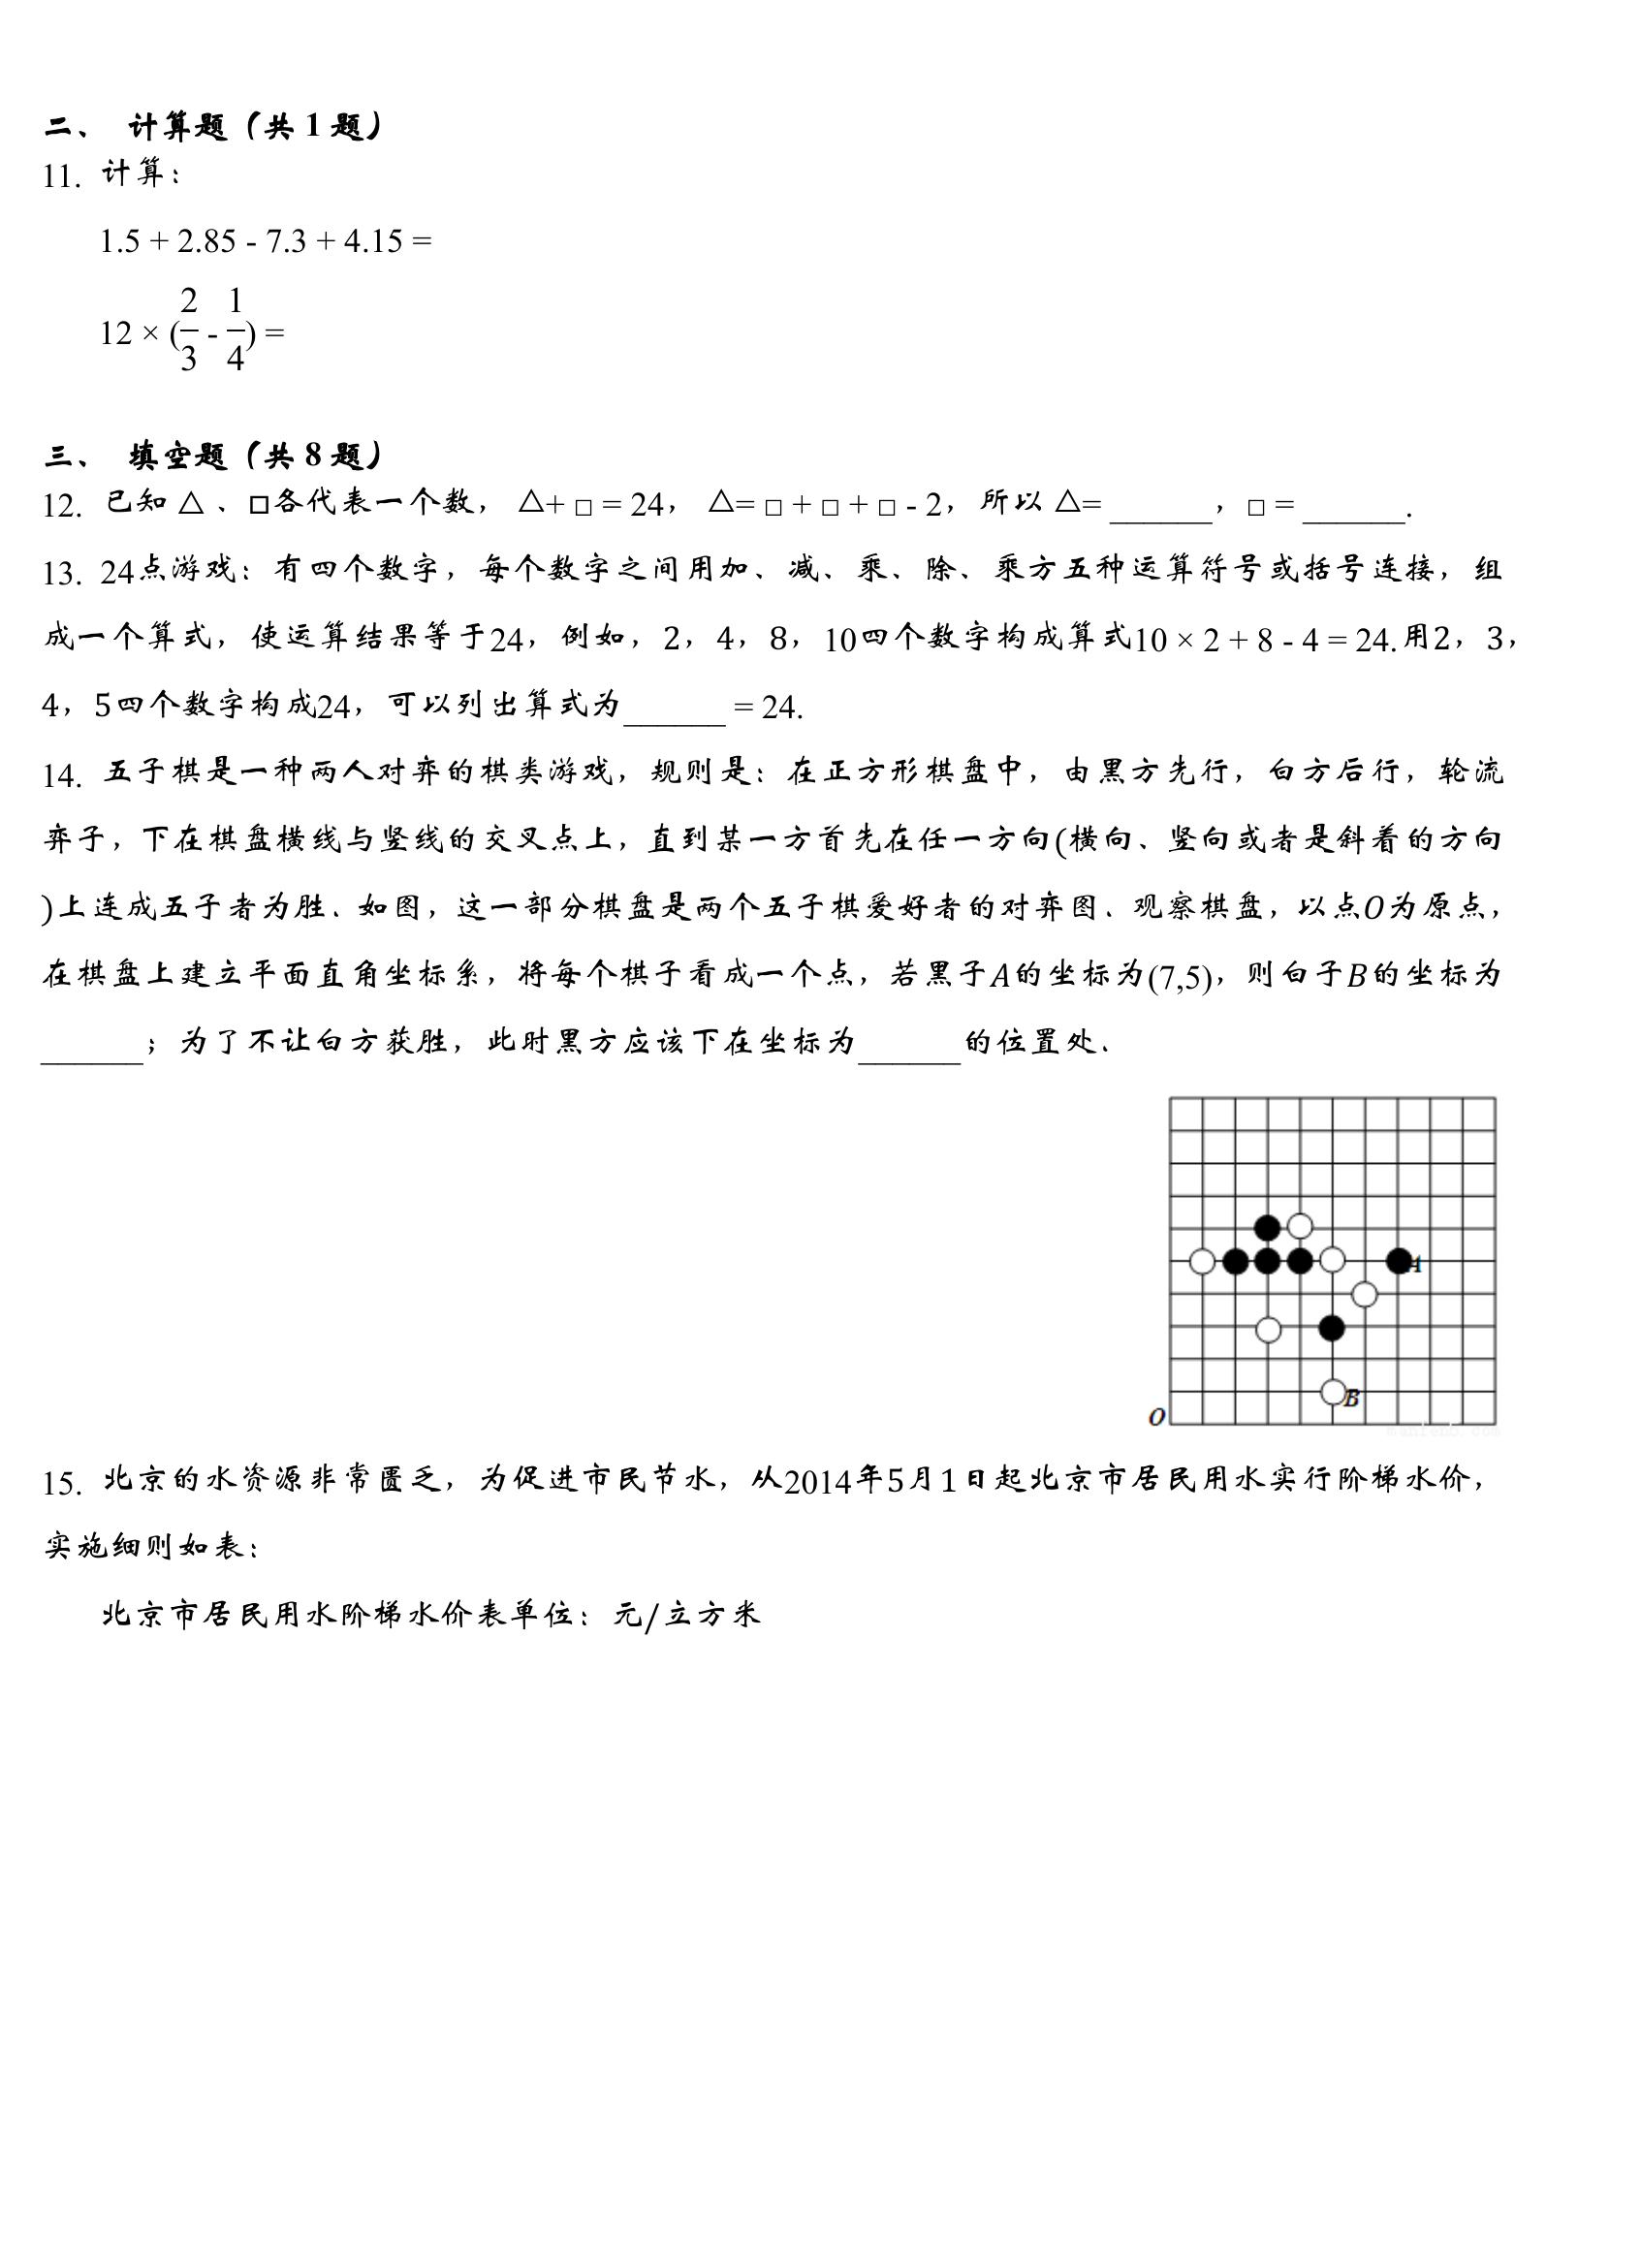 二、 计算题（共 1 题）
11. 计算：
1.5 + 2.85 - 7.3 + 4.15 =
12 × (2/3 - 1/4) =
三、 填空题（共 8 题）
12. 已知 △ 、□各代表一个数， △+ □ = 24， △= □ + □ + □ - 2，所以 △= ______，□ = ______.
13. 24点游戏：有四个数字，每个数字之间用加、减、乘、除、乘方五种运算符号或括号连接，组
成一个算式，使运算结果等于24，例如，2，4，8，10四个数字构成算式10 × 2 + 8 - 4 = 24.用2，3，
4，5四个数字构成24，可以列出算式为______ = 24.
14. 五子棋是一种两人对弈的棋类游戏，规则是：在正方形棋盘中，由黑方先行，白方后行，轮流
弈子，下在棋盘横线与竖线的交叉点上，直到某一方首先在任一方向(横向、竖向或者是斜着的方向
)上连成五子者为胜．如图，这一部分棋盘是两个五子棋爱好者的对弈图．观察棋盘，以点O为原点，
在棋盘上建立平面直角坐标系，将每个棋子看成一个点，若黑子A的坐标为(7,5)，则白子B的坐标为
______；为了不让白方获胜，此时黑方应该下在坐标为______的位置处．
A
B
O
15. 北京的水资源非常匮乏，为促进市民节水，从2014年5月1日起北京市居民用水实行阶梯水价，
实施细则如表：
北京市居民用水阶梯水价表单位：元/立方米